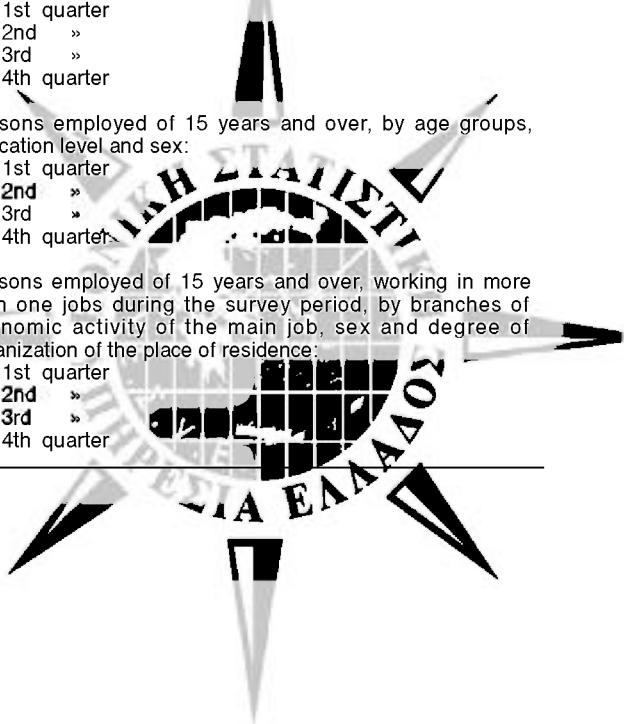 1st quarter
2nd »
3rd »
4th quarter
sons employed of 15 years and over, by age groups,
cation level and sex:
1st quarter
2nd »
3rd »
4th quarter
sons employed of 15 years and over, working in more
n one jobs during the survey period, by branches of
nomic activity of the main job, sex and degree of
anization of the place of residence:
1st quarter
2nd »
3rd »
4th quarter
ΝΙΚΗ ΣΤΑΤΙΣΤΙΚΗ
ΥΠΗΡΕΣΙΑ ΕΛΛΑΔΟΣ